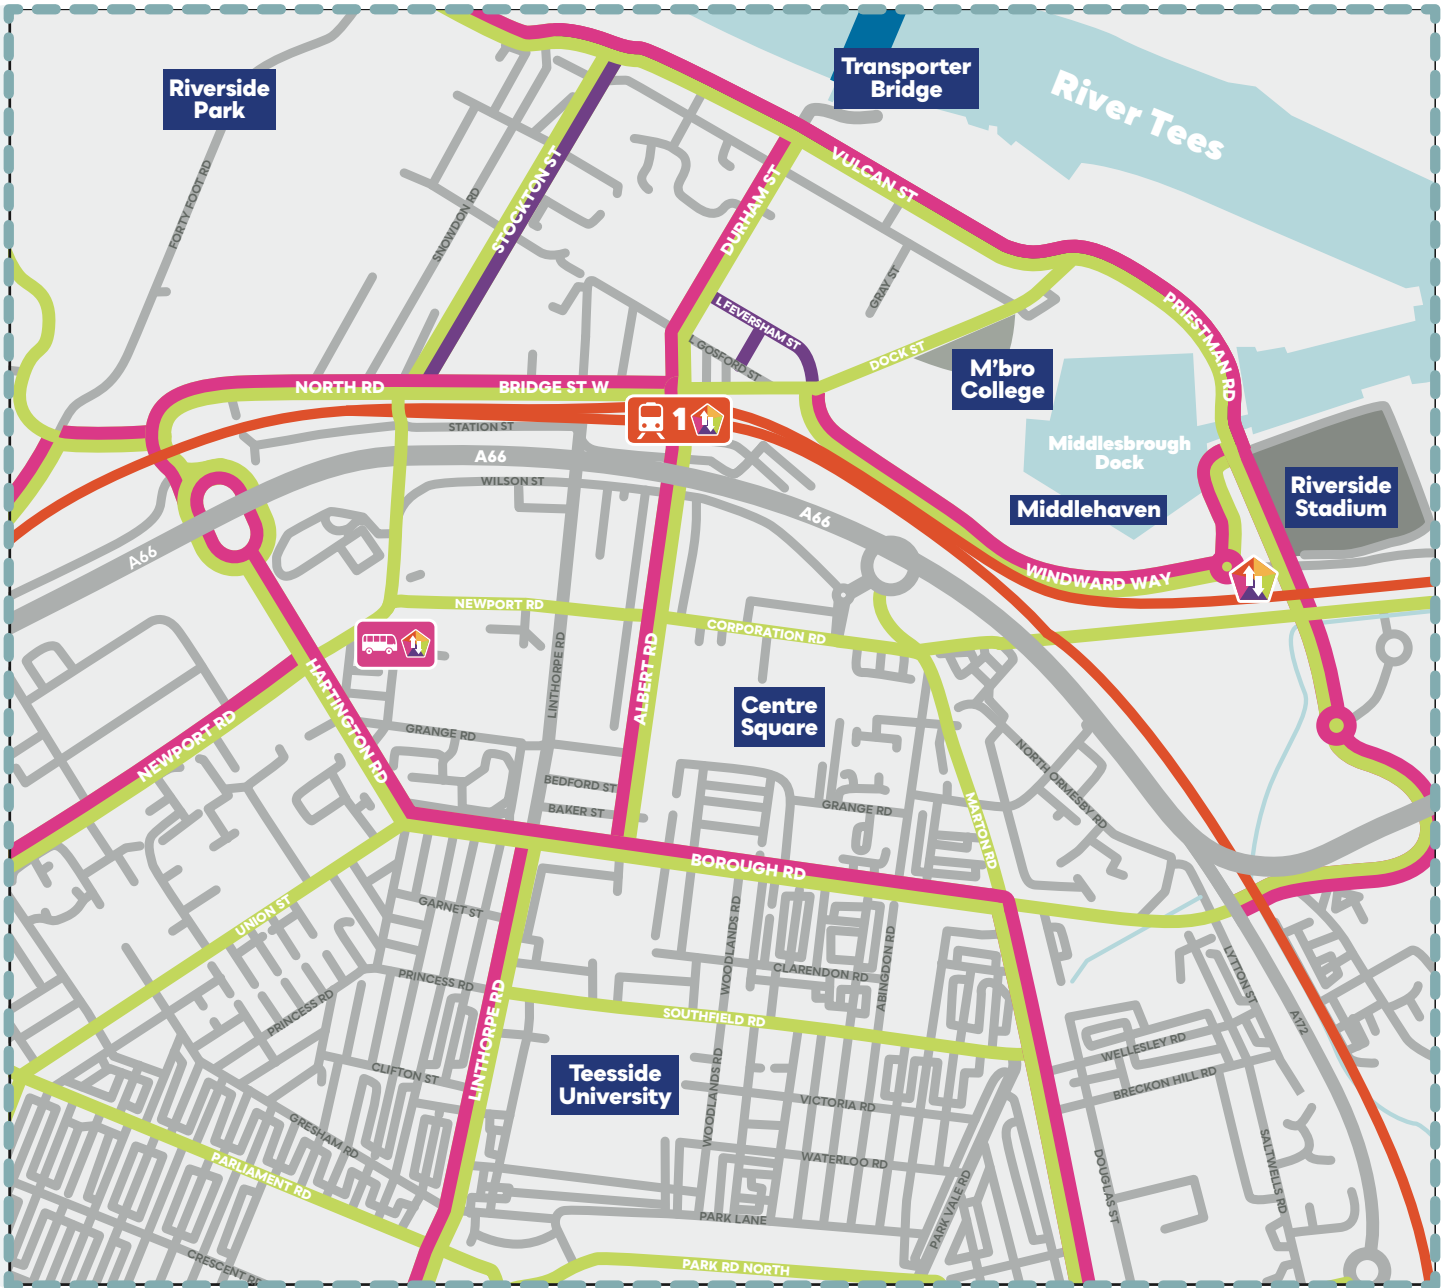 Riverside
Park
Transporter
Bridge
River Tees
FORTY FOOT RD
SNOWDON RD
STOCKTON ST
DURHAM ST
VULCAN ST
GRAY ST
L FEVERSHAM ST
L GOSFORD ST
DOCK ST
PRIESTMAN RD
M'bro
College
NORTH RD
BRIDGE ST W
1
STATION ST
A66
WILSON ST
A66
A66
Middlesbrough
Dock
Middlehaven
Riverside
Stadium
WINDWARD WAY
NEWPORT RD
CORPORATION RD
LINTHORPE RD
ALBERT RD
HARTINGTON RD
NEWPORT RD
GRANGE RD
Centre
Square
BEDFORD ST
BAKER ST
GRANGE RD
NORTH ORMESBY RD
MARTON RD
BOROUGH RD
UNION ST
GARNET ST
WOODLANDS RD
CLARENDON RD
ABINGDON RD
PRINCESS RD
PRINCESS RD
LINTHORPE RD
SOUTHFIELD RD
LYTTON ST
A172
WELLESLEY RD
BRECKON HILL RD
CLIFTON ST
Teesside
University
WOODLANDS RD
VICTORIA RD
GRESHAM RD
WATERLOO RD
PARLIAMENT RD
DOUGLAS ST
SALTWELLS RD
PARK VALE RD
PARK LANE
CRESCENT RD
PARK RD NORTH